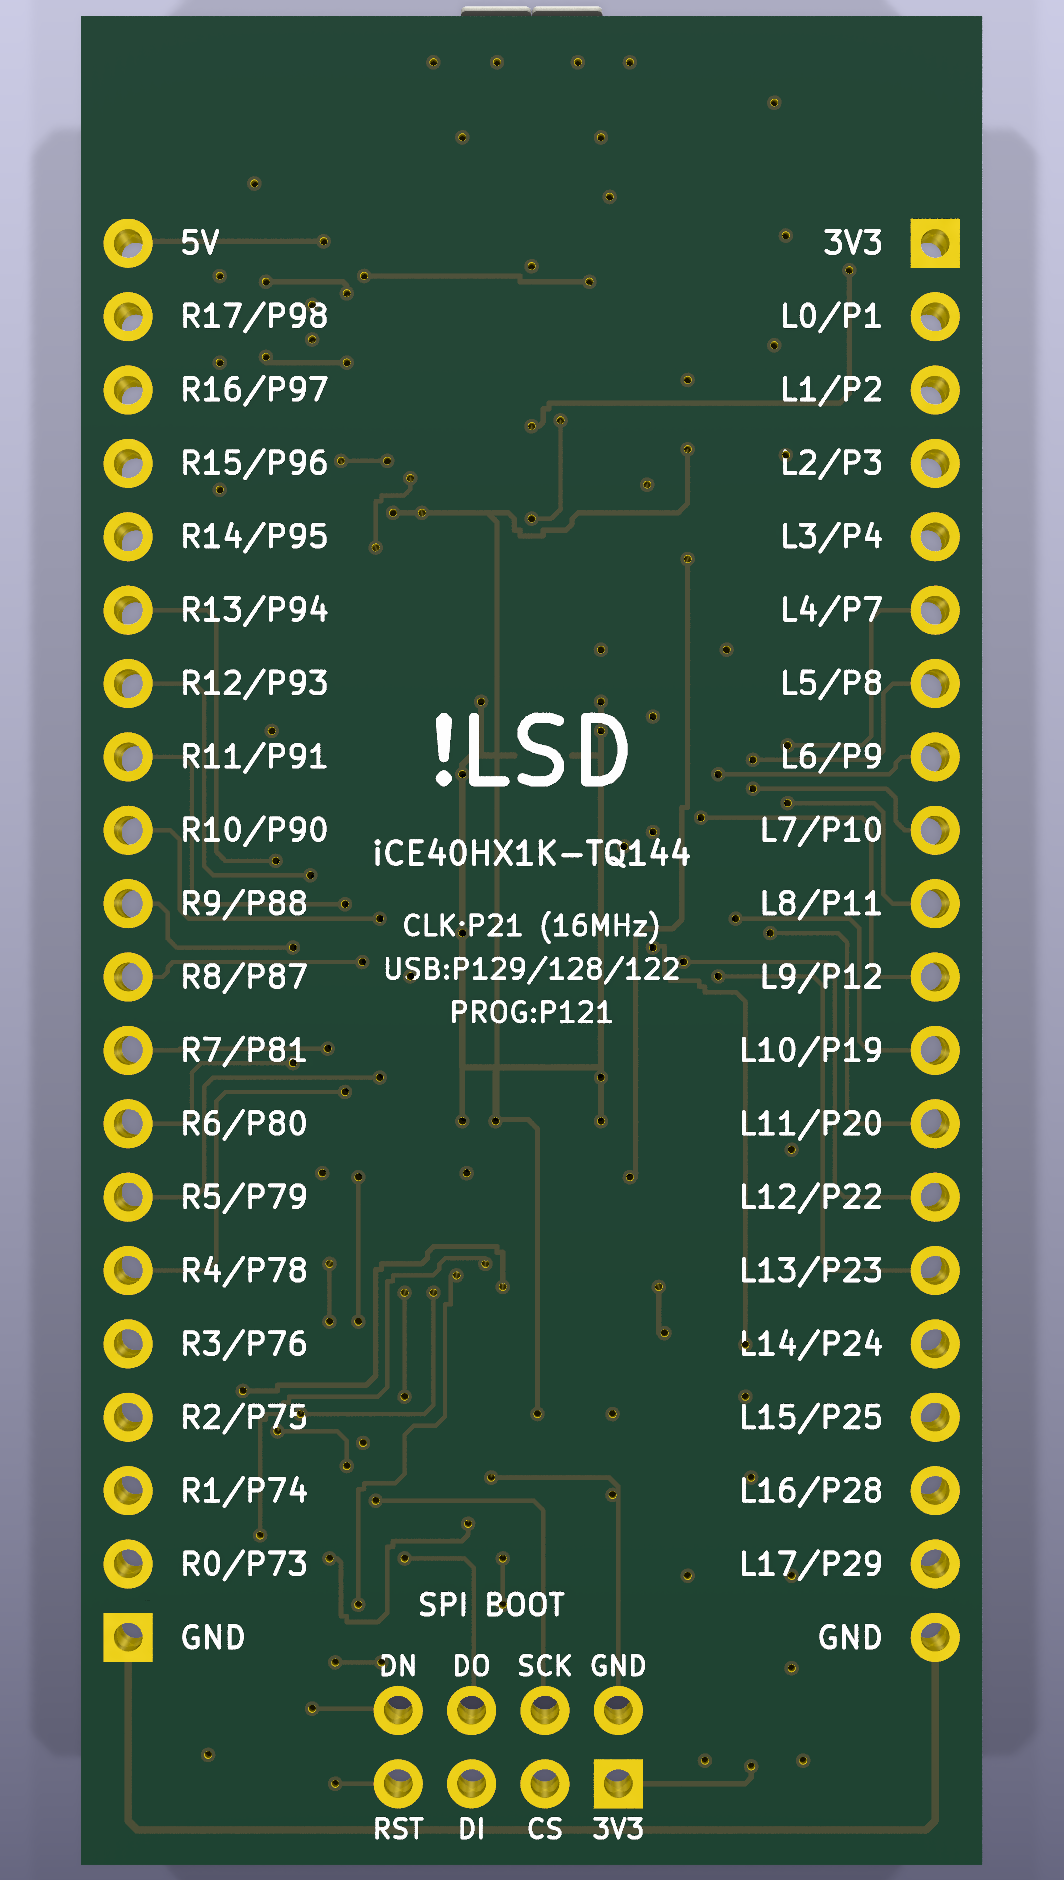 5V 3V3
R17/P98 L0/P1
R16/P97 L1/P2
R15/P96 L2/P3
R14/P95 L3/P4
R13/P94 L4/P7
R12/P93 L5/P8
!LSD
R11/P91 L6/P9
R10/P90 L7/P10
iCE40HX1K-TQ144
R9/P88 L8/P11
CLK:P21 (16MHz)
USB:P129/128/122
R8/P87 L9/P12
PROG:P121
R7/P81 L10/P19
R6/P80 L11/P20
R5/P79 L12/P22
R4/P78 L13/P23
R3/P76 L14/P24
R2/P75 L15/P25
R1/P74 L16/P28
R0/P73 L17/P29
SPI BOOT
GND GND
DN DO SCK GND
RST DI CS 3V3